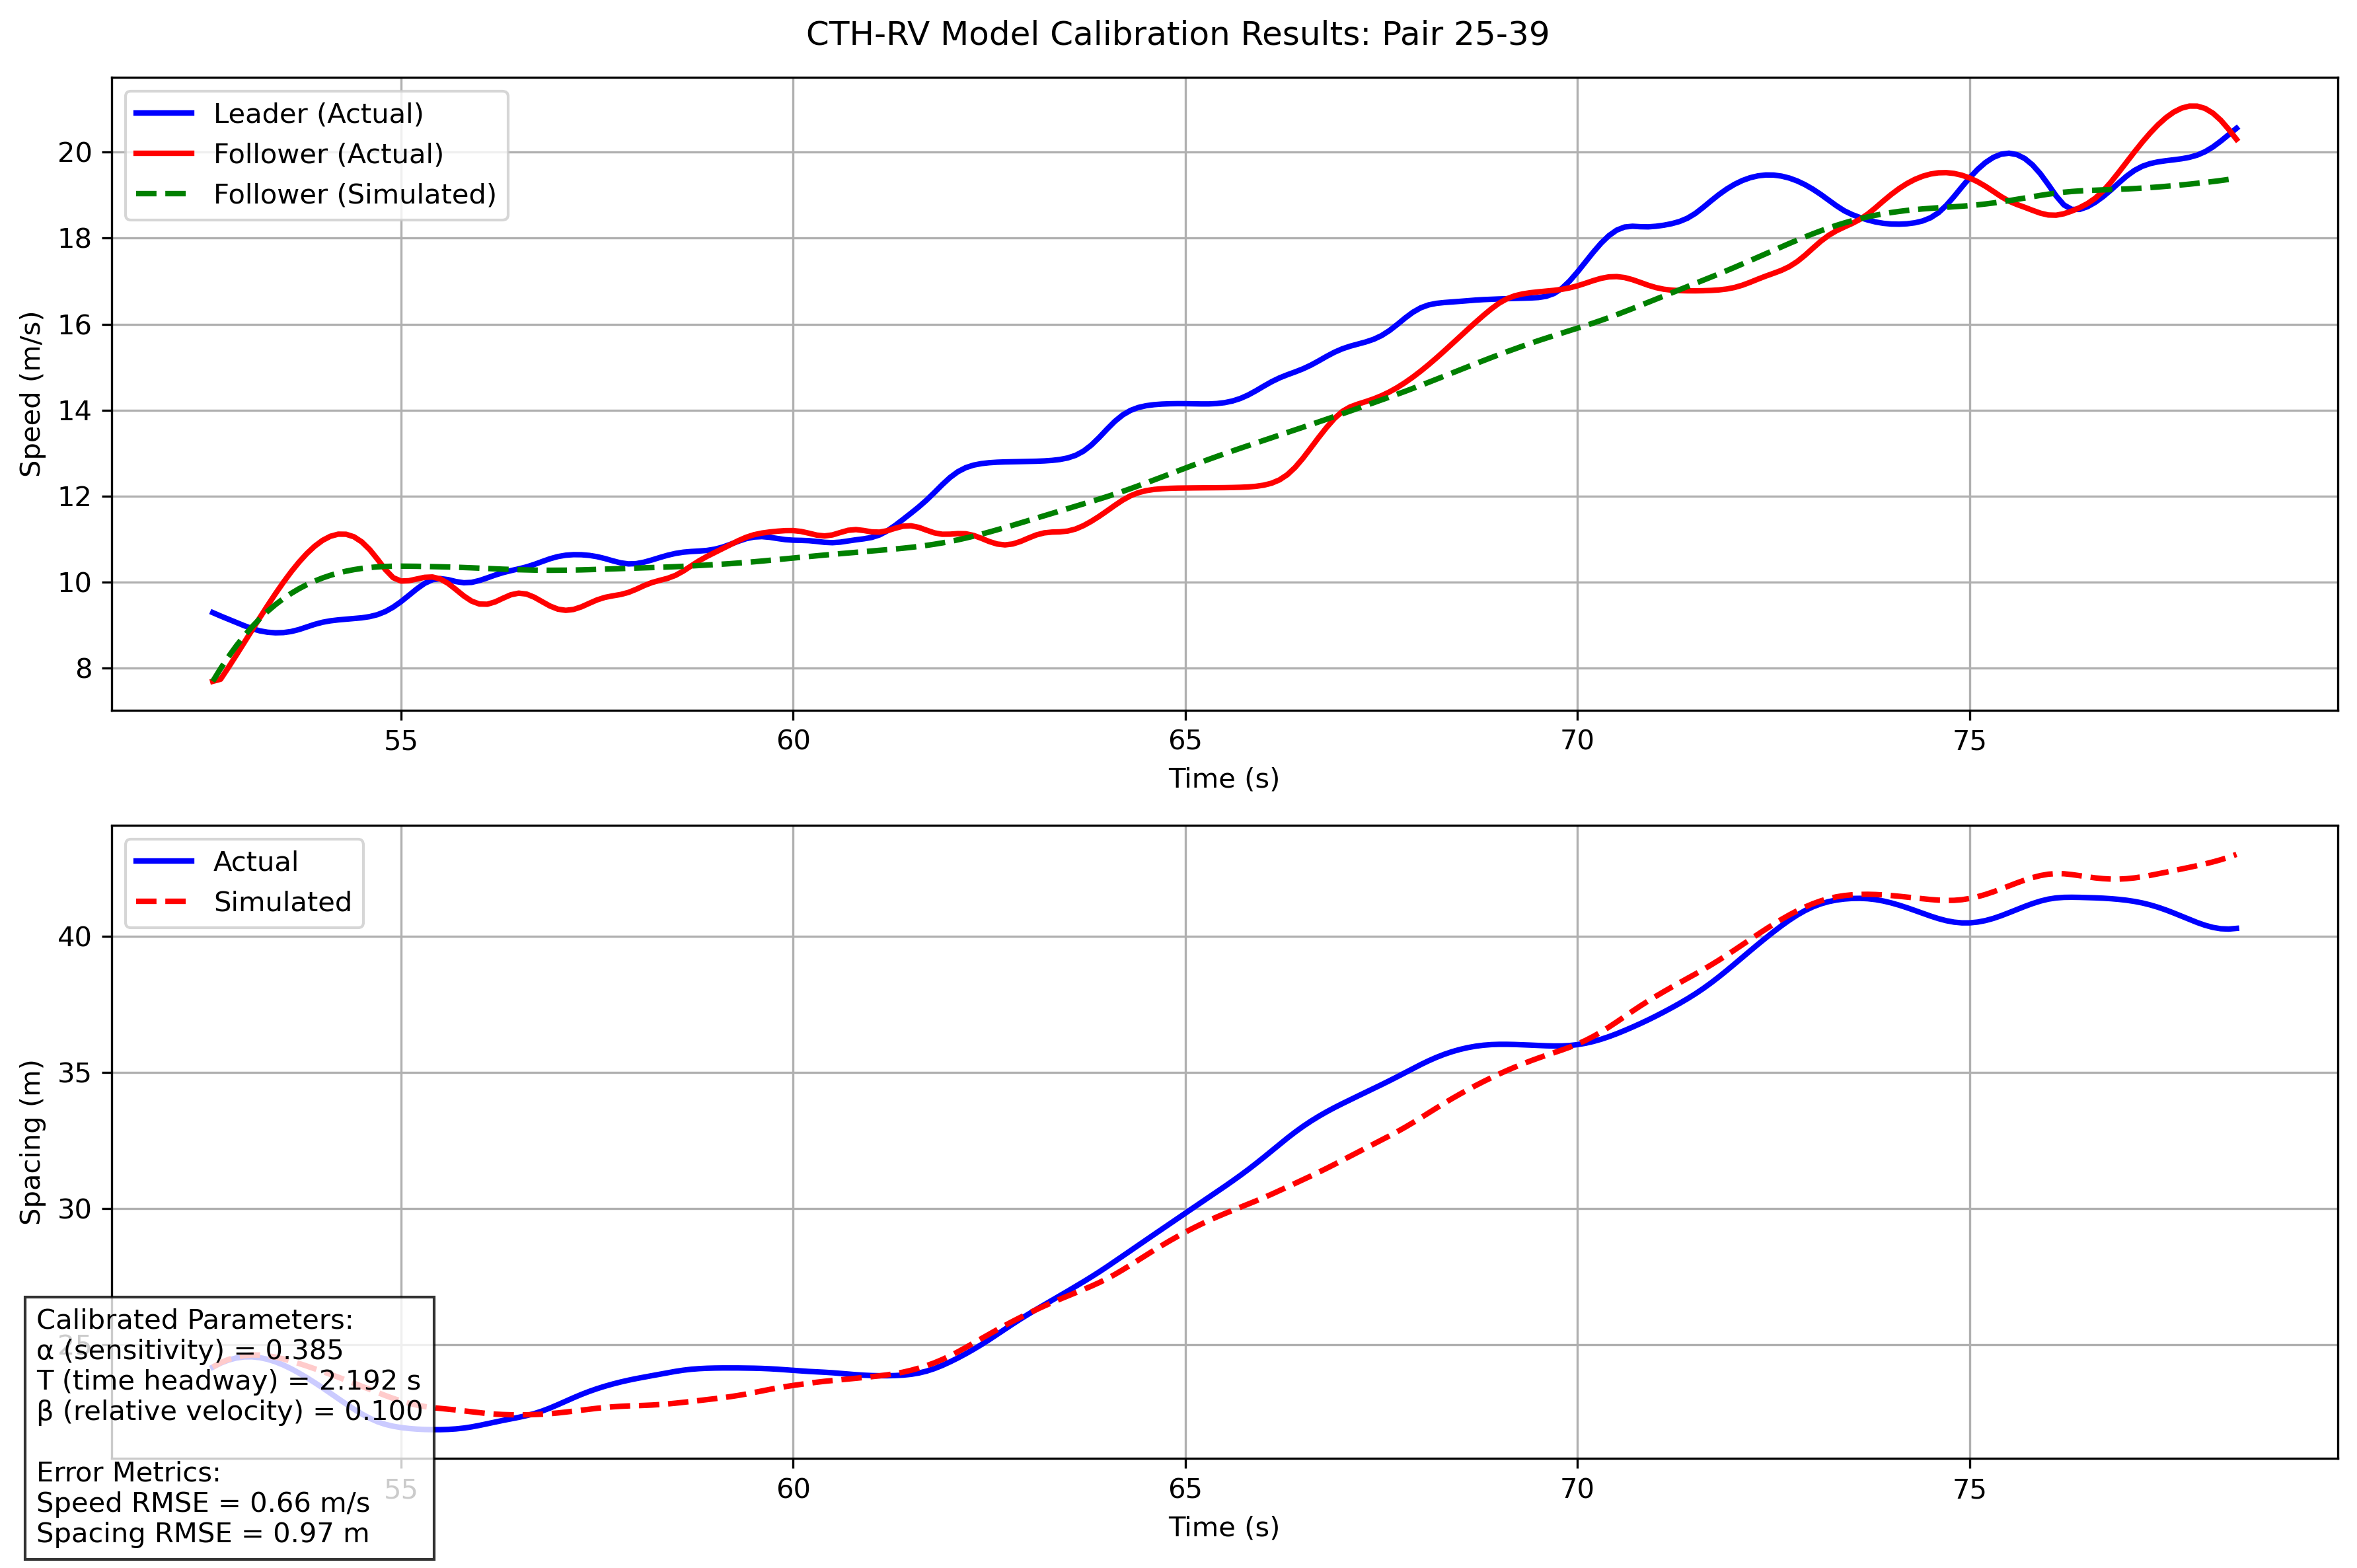 CTH-RV Model Calibration Results: Pair 25-39
Leader (Actual)
Follower (Actual)
Follower (Simulated)
Speed (m/s)
20
18
16
14
12
10
8
55
60
65
70
75
Time (s)
Actual
Simulated
Spacing (m)
40
35
30
25
Calibrated Parameters:
α (sensitivity) = 0.385
T (time headway) = 2.192 s
β (relative velocity) = 0.100
Error Metrics:
Speed RMSE = 0.66 m/s
Spacing RMSE = 0.97 m
55
60
65
70
75
Time (s)